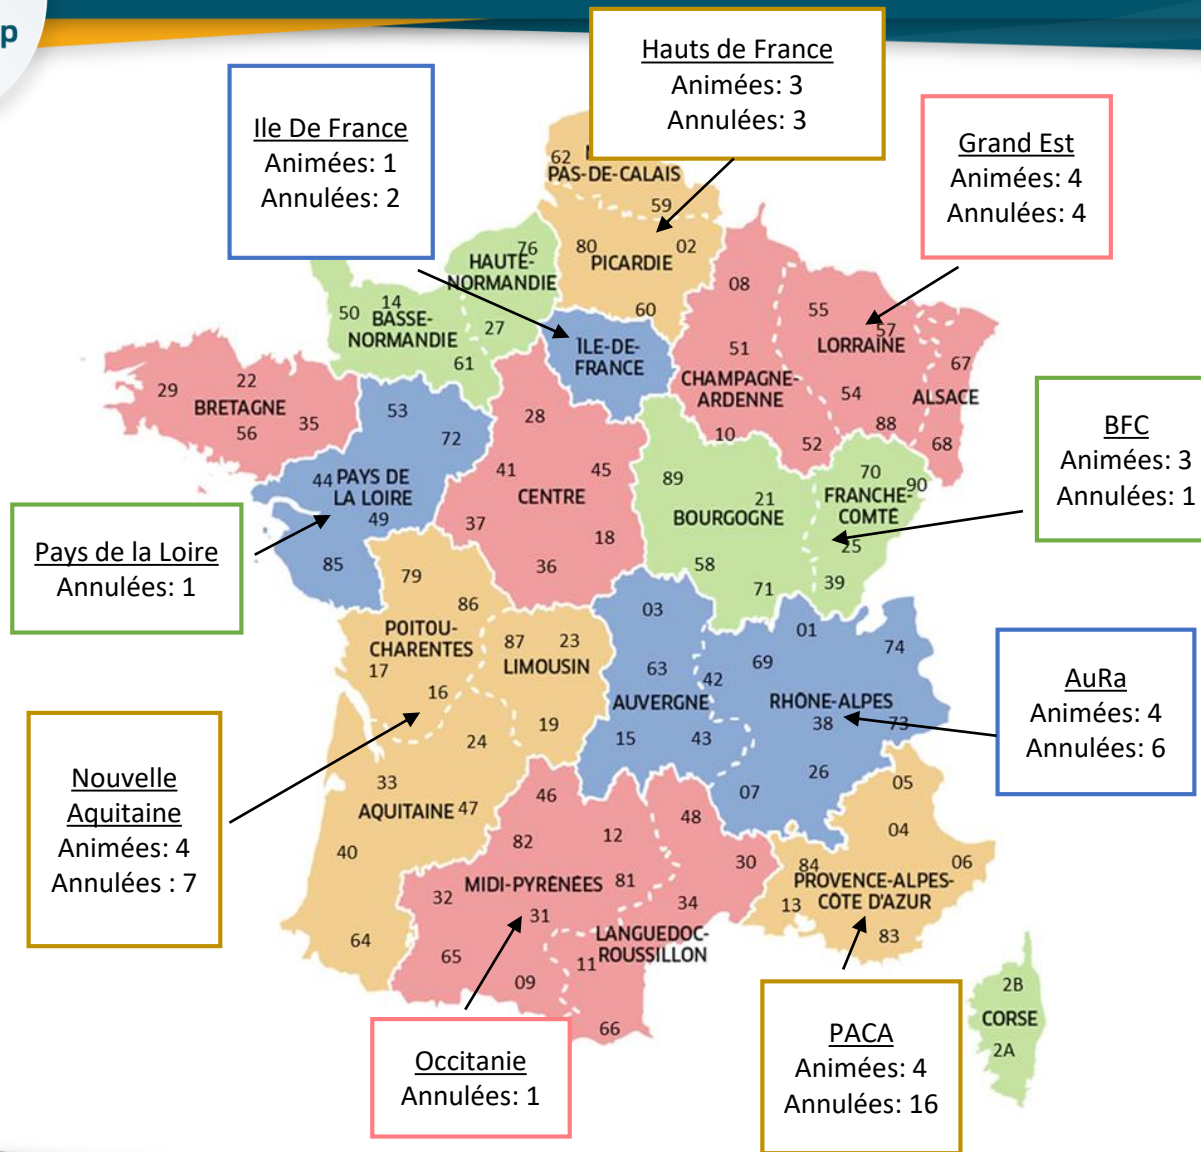 p
Hauts de France
Animées: 3
Annulées: 3
Ile De France
Animées: 1
Annulées: 2
Grand Est
Animées: 4
Annulées: 4
62
PAS-DE-CALAIS
59
80
02
PICARDIE
60
76
HAUTE-
NORMANDIE
27
14
50
BASSE-
NORMANDIE
61
ÎLE-DE-
FRANCE
08
55
57
LORRAINE
51
CHAMPAGNE-
ARDENNE
54
67
ALSACE
10
52
88
68
22
29
BRETAGNE
56
35
53
72
44
PAYS DE
LA LOIRE
49
85
28
41
45
CENTRE
37
18
36
89
21
BOURGOGNE
58
71
70
90
FRANCHE-
COMTÉ
25
39
BFC
Animées: 3
Annulées: 1
Pays de la Loire
Annulées: 1
79
86
POITOU-
CHARENTES
17
16
87
23
LIMOUSIN
19
03
63
AUVERGNE
15
43
01
74
69
42
RHÔNE-ALPES
38
73
26
07
AuRa
Animées: 4
Annulées: 6
Nouvelle
Aquitaine
Animées: 4
Annulées : 7
24
33
AQUITAINE
47
40
64
46
82
12
MIDI-PYRÉNÉES
81
32
31
65
09
48
30
34
LANGUEDOC-
ROUSSILLON
11
66
05
04
06
84
PROVENCE-ALPES-
CÔTE D'AZUR
13
83
2B
CORSE
2A
Occitanie
Annulées: 1
PACA
Animées: 4
Annulées: 16